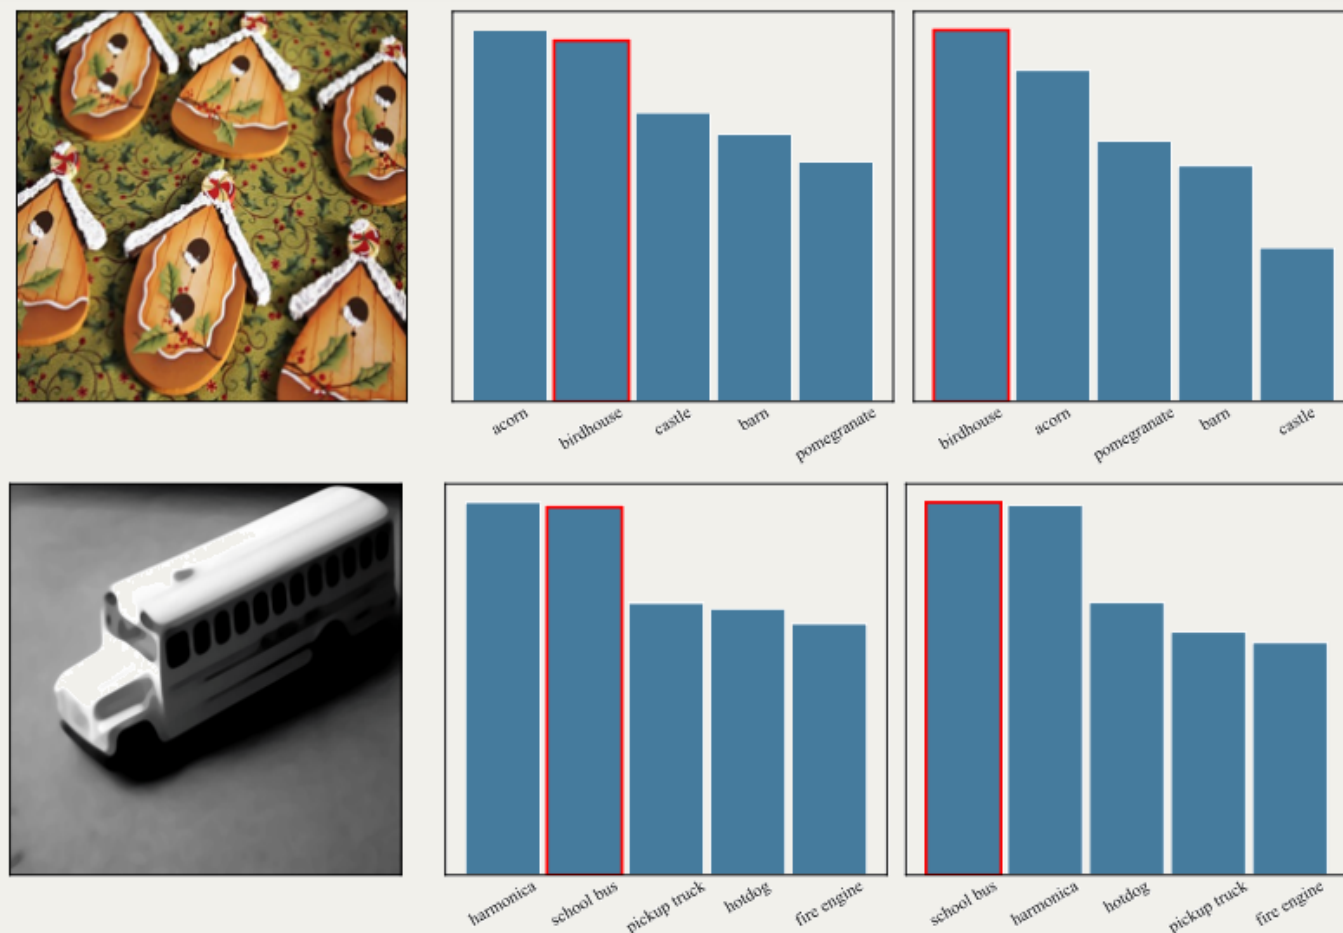 acorn
birdhouse
castle
barn
pomegranate
birdhouse
acorn
pomegranate
barn
castle
harmonica
school bus
pickup truck
hotdog
fire engine
school bus
harmonica
hotdog
pickup truck
fire engine